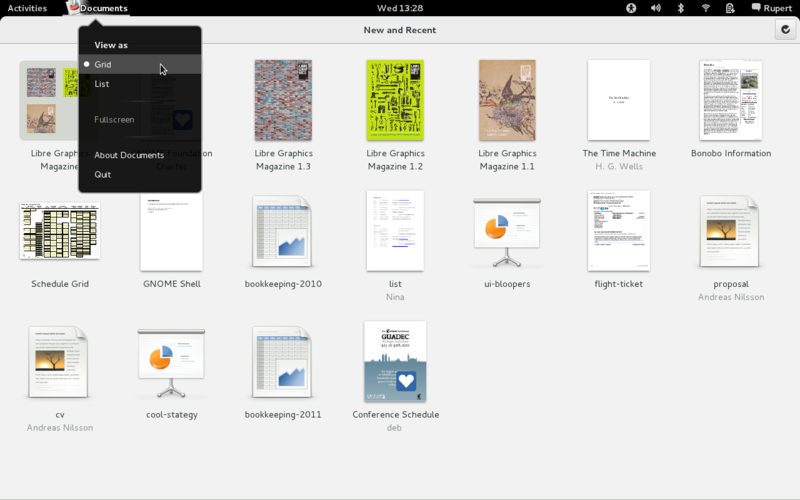 Activities
Documents
Wed 13:28
Rupert
New and Recent
View as
Grid
List
Fullscreen
About Documents
Quit
Libre Graphics
Magazine
Charter
Libre Graphics
Magazine 1.3
Libre Graphics
Magazine 1.2
Libre Graphics
Magazine 1.1
The Time Machine
H. G. Wells
Bonobo Information
Schedule Grid
GNOME Shell
bookkeeping-2010
list
Nina
ui-bloopers
flight-ticket
proposal
Andreas Nilsson
cv
Andreas Nilsson
cool-stategy
bookkeeping-2011
GUADEC
Conference Schedule
deb